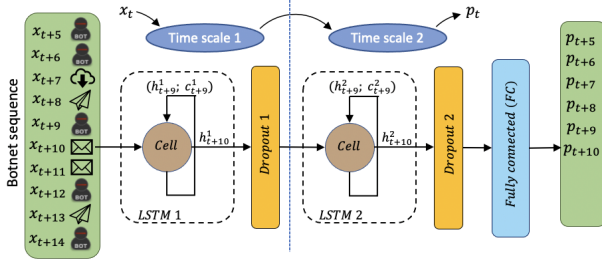 x_t
p_t
Time scale 1
Time scale 2
Botnet sequence
x_{t+5} BOT
x_{t+6} BOT
x_{t+7}
x_{t+8}
x_{t+9} BOT
x_{t+10}
x_{t+11}
x_{t+12} BOT
x_{t+13}
x_{t+14} BOT
(h^1_{t+9}; c^1_{t+9})
Cell
h^1_{t+10}
LSTM 1
Dropout 1
(h^2_{t+9}; c^2_{t+9})
Cell
h^2_{t+10}
LSTM 2
Dropout 2
Fully connected (FC)
p_{t+5}
p_{t+6}
p_{t+7}
p_{t+8}
p_{t+9}
p_{t+10}